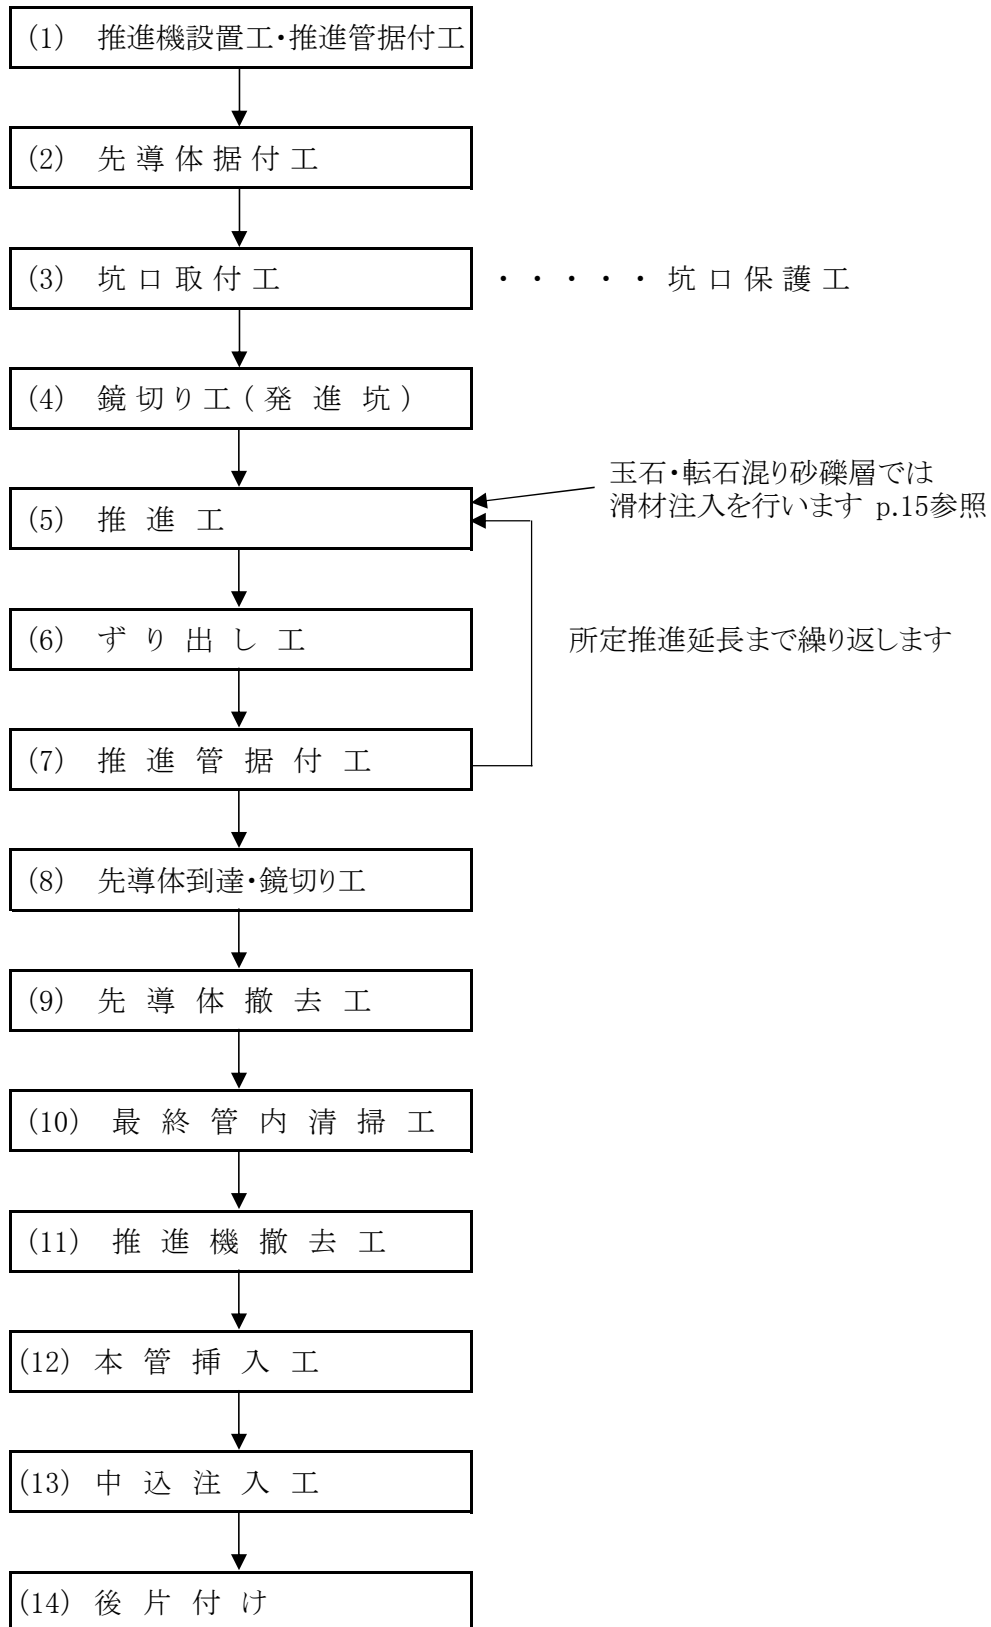 (1) 推進機設置工・推進管据付工
(2) 先導体据付工
(3) 坑口取付工 ・・・・・坑口保護工
(4) 鏡切り工(発進坑)
玉石・転石混り砂礫層では
(5) 推進工
滑材注入を行います p.15参照
(6) ずり出し工
所定推進延長まで繰り返します
(7) 推進管据付工
(8) 先導体到達・鏡切り工
(9) 先導体撤去工
(10) 最終管内清掃工
(11) 推進機撤去工
(12) 本管挿入工
(13) 中込注入工
(14) 後片付け